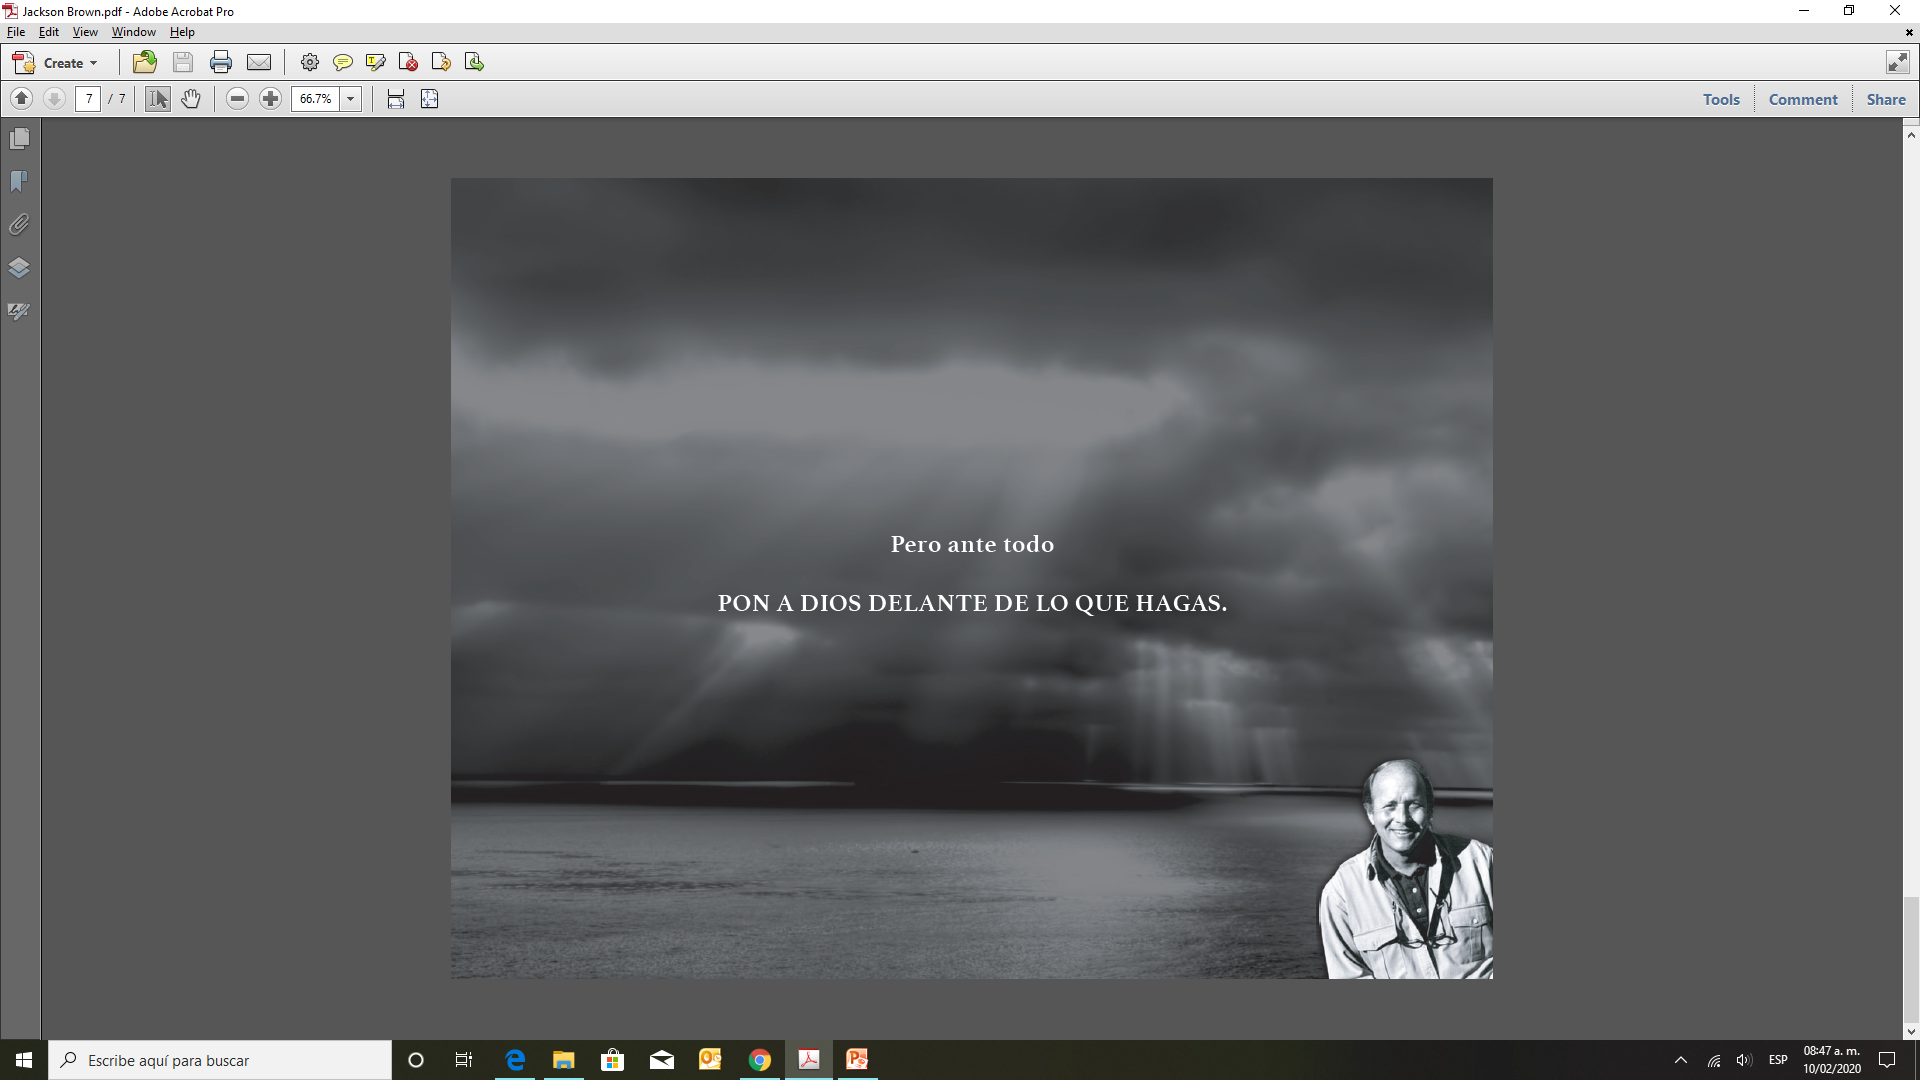 Jackson Brown.pdf - Adobe Acrobat Pro
File Edit View Window Help
Create
7 / 7 66.7% Tools Comment Share
Pero ante todo
PON A DIOS DELANTE DE LO QUE HAGAS.
Escribe aquí para buscar
ESP
08:47 a. m.
10/02/2020